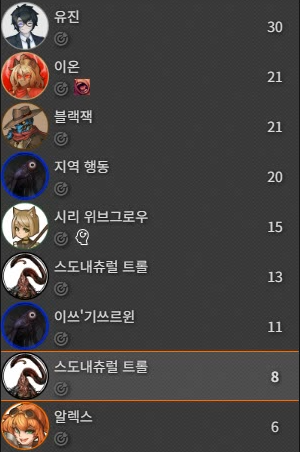 유진
30
이온
21
블랙잭
21
지역 행동
20
시리 위브그로우
15
스도내츄럴 트롤
13
이쓰'기쓰르윈
11
스도내츄럴 트롤
8
알렉스
6